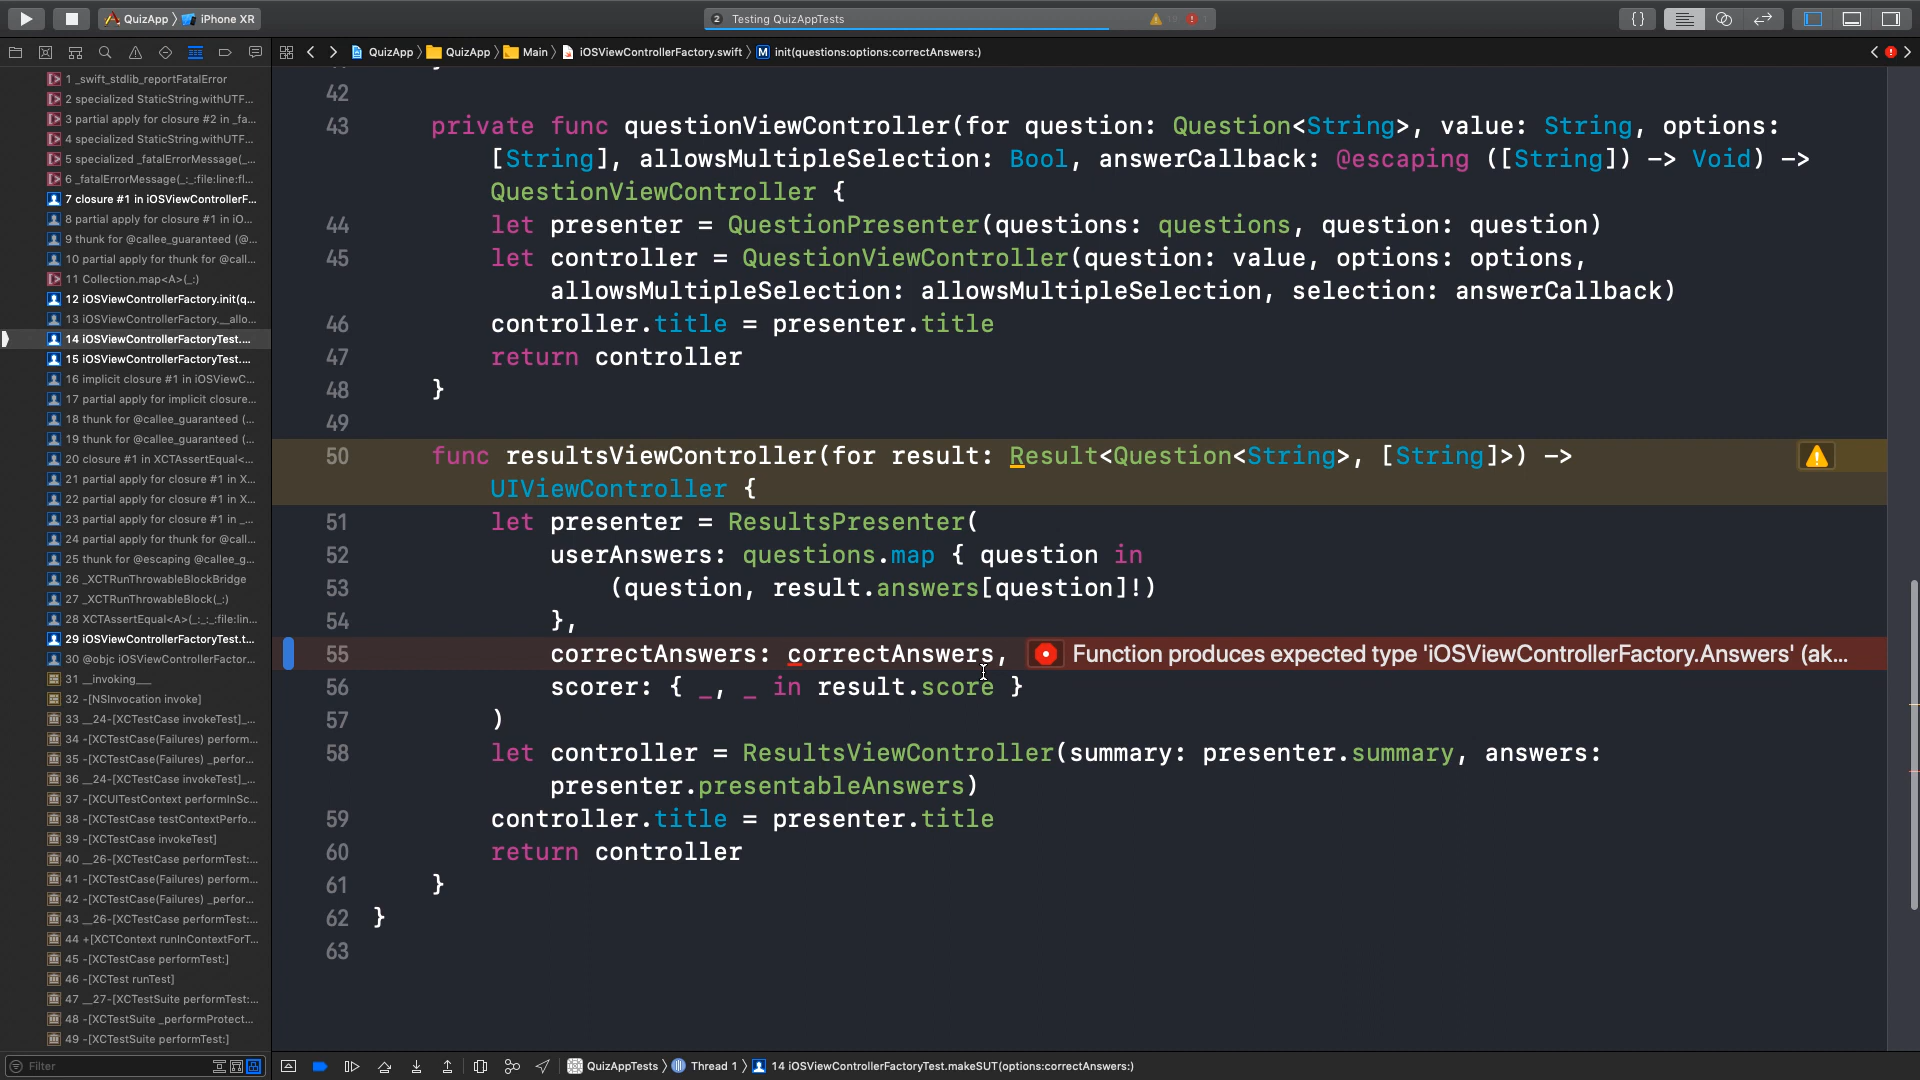 QuizApp 〉 iPhone XR
2 Testing QuizAppTests
QuizApp 〉 QuizApp 〉 Main 〉 iOSViewControllerFactory.swift 〉 M init(questions:options:correctAnswers:)
1 _swift_stdlib_reportFatalError
2 specialized StaticString.withUTF...
3 partial apply for closure #2 in _fa...
4 specialized StaticString.withUTF...
5 specialized _fatalErrorMessage(_...
6 _fatalErrorMessage(_:_:file:line:fl...
7 closure #1 in iOSViewControllerF...
8 partial apply for closure #1 in iO...
9 thunk for @callee_guaranteed (@...
10 partial apply for thunk for @call...
11 Collection.map<A>(_:)
12 iOSViewControllerFactory.init(q...
13 iOSViewControllerFactory.__allo...
14 iOSViewControllerFactoryTest....
15 iOSViewControllerFactoryTest....
16 implicit closure #1 in iOSViewC...
17 partial apply for implicit closure...
18 thunk for @callee_guaranteed (...
19 thunk for @callee_guaranteed (...
20 closure #1 in XCTAssertEqual<...
21 partial apply for closure #1 in X...
22 partial apply for closure #1 in X...
23 partial apply for closure #1 in _...
24 partial apply for thunk for @call...
25 thunk for @escaping @callee_g...
26 _XCTRunThrowableBlockBridge
27 _XCTRunThrowableBlock(_:)
28 XCTAssertEqual<A>(_:_:_:file:lin...
29 iOSViewControllerFactoryTest.t...
30 @objc iOSViewControllerFactor...
31 __invoking___
32 -[NSInvocation invoke]
33 __24-[XCTestCase invokeTest]_...
34 -[XCTestCase(Failures) perform...
35 -[XCTestCase(Failures) _perfor...
36 __24-[XCTestCase invokeTest]_...
37 -[XCUITestContext performInSc...
38 -[XCTestCase testContextPerfo...
39 -[XCTestCase invokeTest]
40 __26-[XCTestCase performTest:...
41 -[XCTestCase(Failures) perform...
42 -[XCTestCase(Failures) _perfor...
43 __26-[XCTestCase performTest:...
44 +[XCTContext runInContextForT...
45 -[XCTestCase performTest:]
46 -[XCTest runTest]
47 __27-[XCTestSuite performTest:...
48 -[XCTestSuite _performProtect...
49 -[XCTestSuite performTest:]
Filter
42
43 private func questionViewController(for question: Question<String>, value: String, options:
[String], allowsMultipleSelection: Bool, answerCallback: @escaping ([String]) -> Void) ->
QuestionViewController {
44 let presenter = QuestionPresenter(questions: questions, question: question)
45 let controller = QuestionViewController(question: value, options: options,
allowsMultipleSelection: allowsMultipleSelection, selection: answerCallback)
46 controller.title = presenter.title
47 return controller
48 }
49
50 func resultsViewController(for result: Result<Question<String>, [String]>) ->
UIViewController {
51 let presenter = ResultsPresenter(
52 userAnswers: questions.map { question in
53 (question, result.answers[question]!)
54 },
55 correctAnswers: correctAnswers, Function produces expected type 'iOSViewControllerFactory.Answers' (ak...
56 scorer: { _, _ in result.score }
57 )
58 let controller = ResultsViewController(summary: presenter.summary, answers:
presenter.presentableAnswers)
59 controller.title = presenter.title
60 return controller
61 }
62 }
63
QuizAppTests 〉 Thread 1 〉 14 iOSViewControllerFactoryTest.makeSUT(options:correctAnswers:)